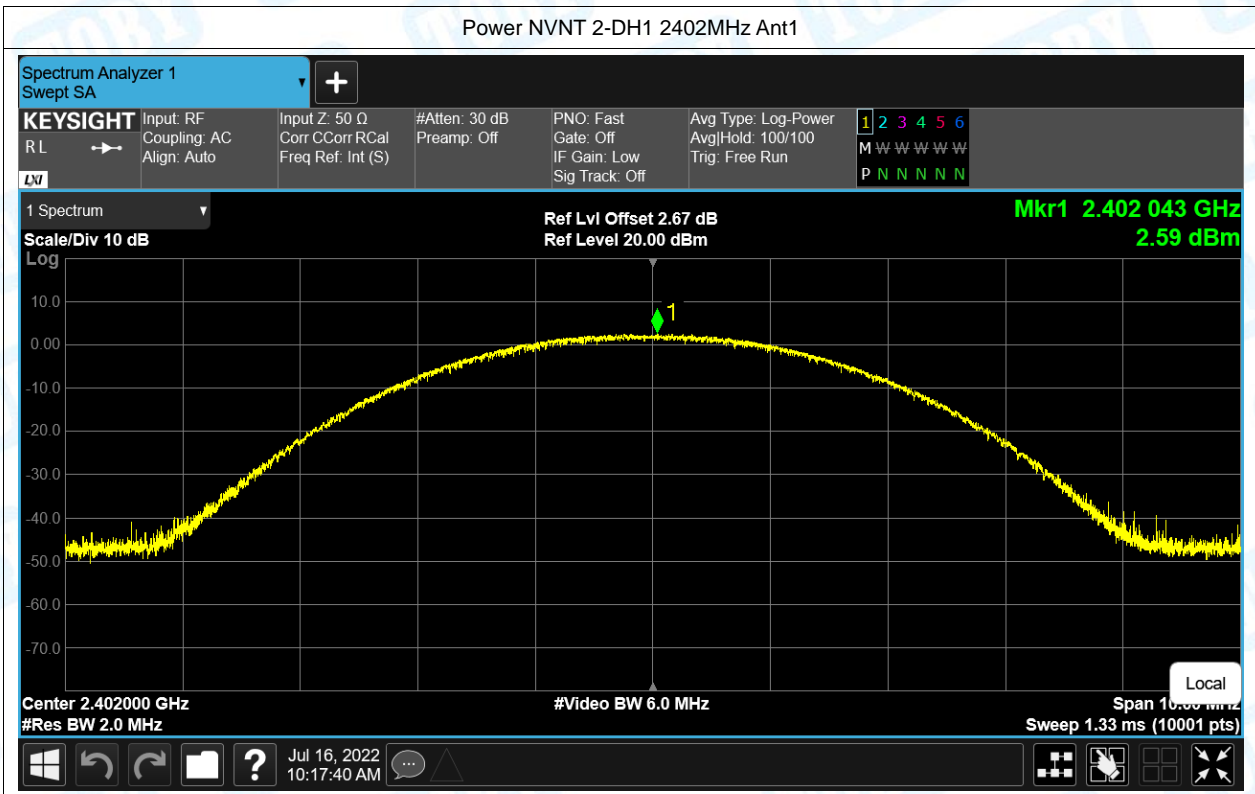 Power NVNT 2-DH1 2402MHz Ant1
Spectrum Analyzer 1
Swept SA
KEYSIGHT
R L
LXI
Input: RF
Coupling: AC
Align: Auto
Input Z: 50 Ω
Corr CCorr RCal
Freq Ref: Int (S)
#Atten: 30 dB
Preamp: Off
PNO: Fast
Gate: Off
IF Gain: Low
Sig Track: Off
Avg Type: Log-Power
Avg|Hold: 100/100
Trig: Free Run
1 2 3 4 5 6
M W W W W W
P N N N N N
1 Spectrum
Scale/Div 10 dB
Ref Lvl Offset 2.67 dB
Ref Level 20.00 dBm
Mkr1 2.402 043 GHz
2.59 dBm
Log
10.0
0.00
-10.0
-20.0
-30.0
-40.0
-50.0
-60.0
-70.0
1
Local
Center 2.402000 GHz
#Video BW 6.0 MHz
Span 10.00 MHz
#Res BW 2.0 MHz
Sweep 1.33 ms (10001 pts)
?
Jul 16, 2022
10:17:40 AM